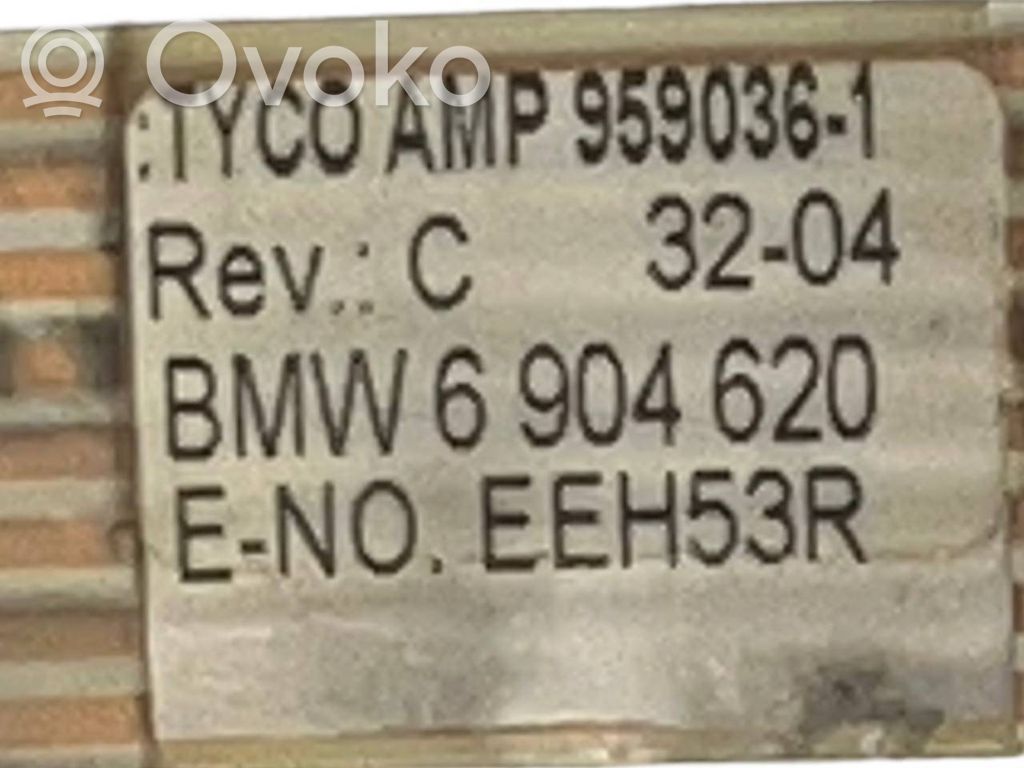 Ovoko
:TYCO AMP 959036-1
Rev.: C 32-04
BMW 6 904 620
E-NO. EEH53R